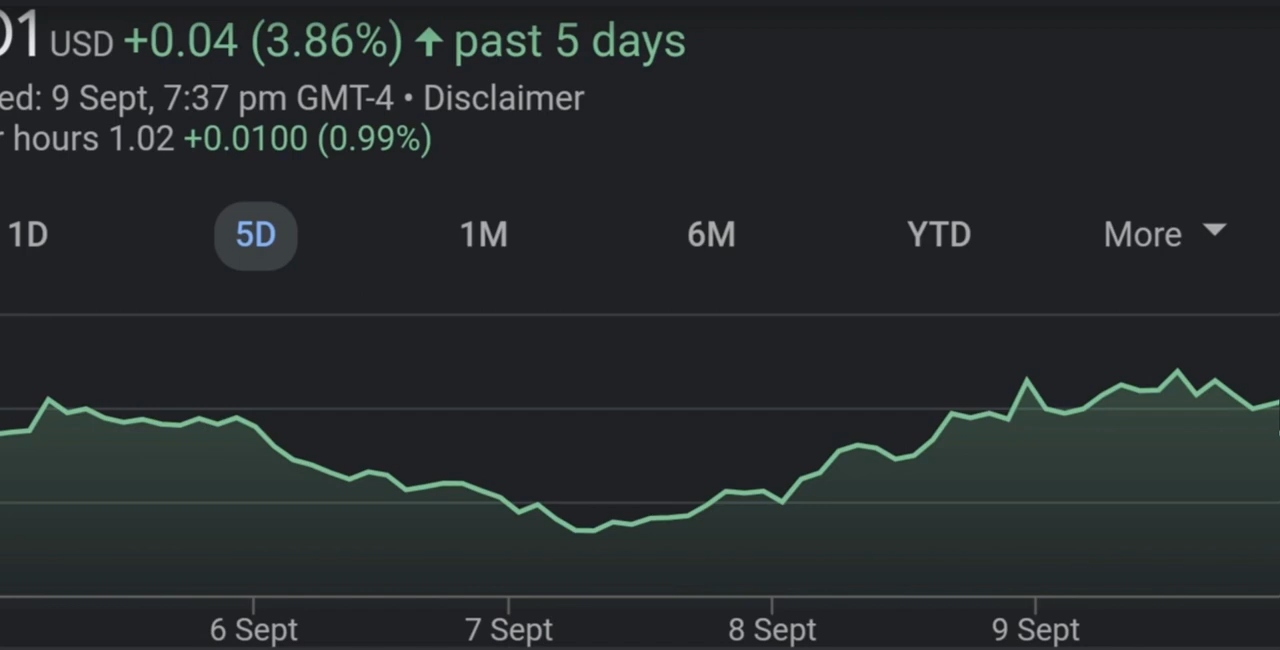 01 USD +0.04 (3.86%) ↑ past 5 days
ed: 9 Sept, 7:37 pm GMT-4 • Disclaimer
r hours 1.02 +0.0100 (0.99%)
1D 5D 1M 6M YTD More
6 Sept 7 Sept 8 Sept 9 Sept